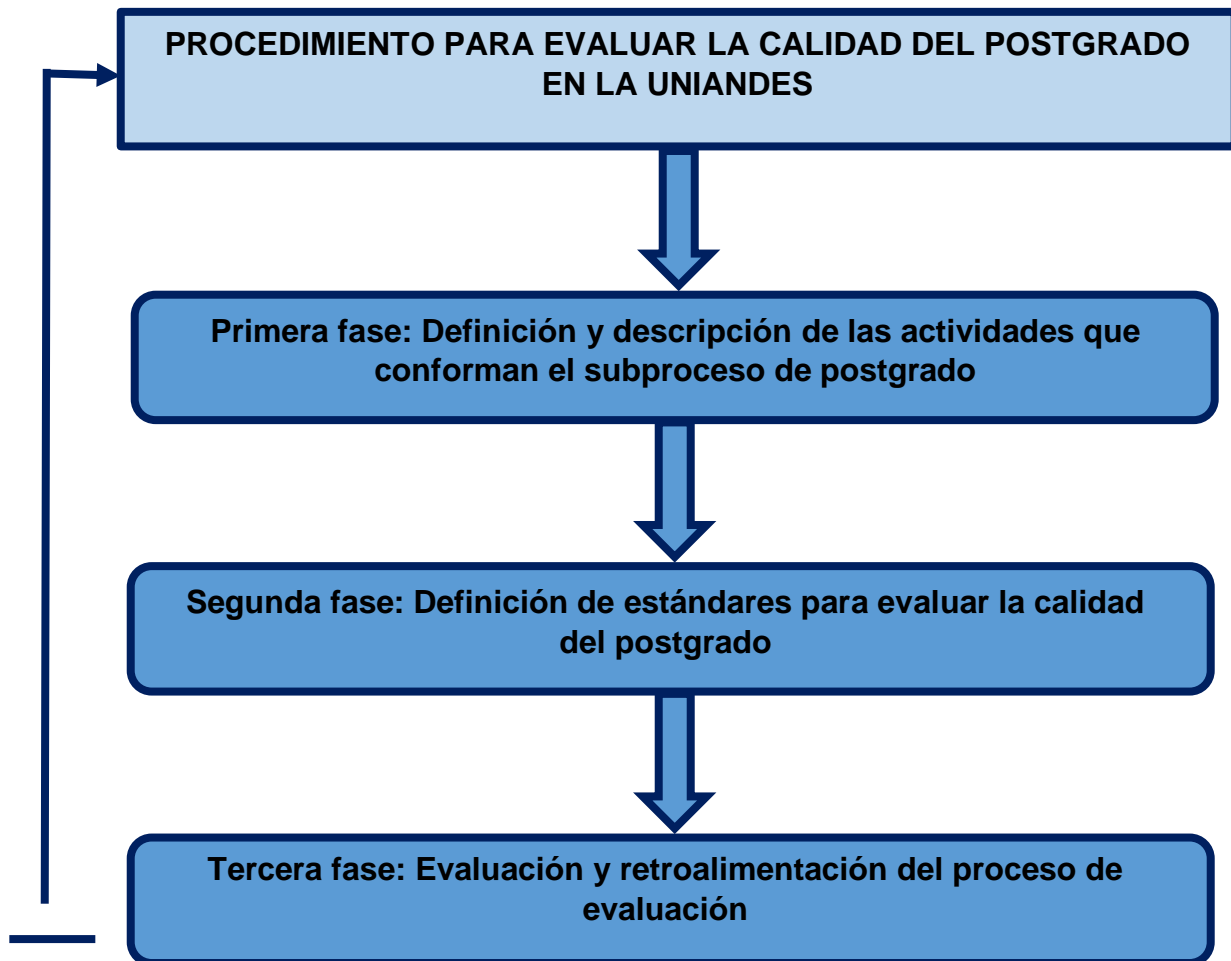 PROCEDIMIENTO PARA EVALUAR LA CALIDAD DEL POSTGRADO
EN LA UNIANDES
Primera fase: Definición y descripción de las actividades que
conforman el subproceso de postgrado
Segunda fase: Definición de estándares para evaluar la calidad
del postgrado
Tercera fase: Evaluación y retroalimentación del proceso de
evaluación